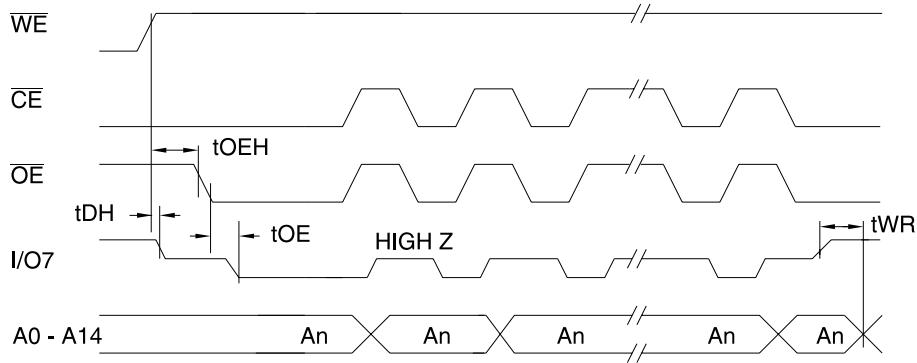 WE
CE
tOEH
OE
tDH
tOE
tWR
HIGH Z
I/O7
A0 - A14 An An An An An